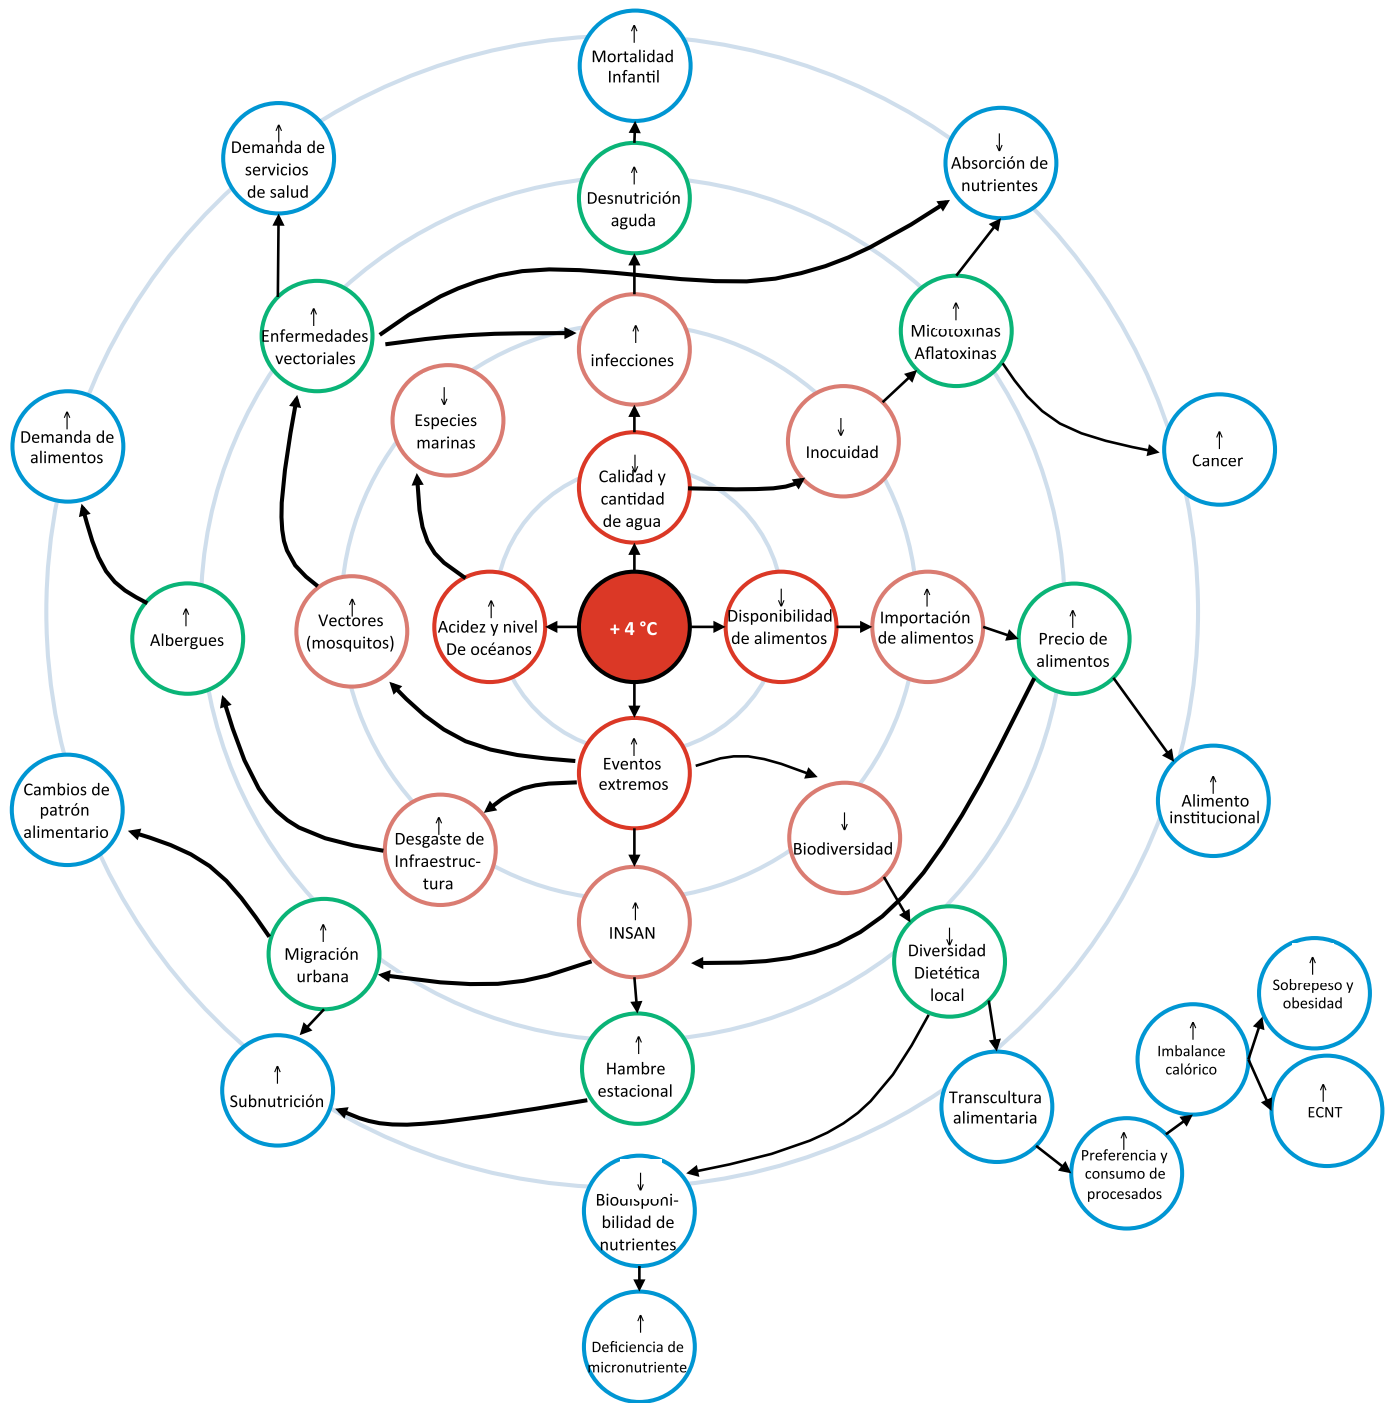 ↑
Mortalidad
Infantil
↑
Demanda de
servicios
de salud
↓
Absorción de
nutrientes
↑
Desnutrición
aguda
↑
Enfermedades
vectoriales
↑
infecciones
↑
Micotoxinas
Aflatoxinas
↓
Especies
marinas
↑
Demanda de
alimentos
↓
Inocuidad
↑
Cancer
↓
Calidad y
cantidad
de agua
↑
Albergues
↑
Vectores
(mosquitos)
↑
Acidez y nivel
De océanos
+ 4 °C
↓
Disponibilidad
de alimentos
↑
Importación
de alimentos
↑
Precio de
alimentos
↑
Eventos
extremos
Cambios de
patrón
alimentario
↑
Desgaste de
Infraestruc-
tura
↓
Biodiversidad
↑
Alimento
institucional
↑
INSAN
↑
Migración
urbana
↓
Diversidad
Dietética
local
↑
Sobrepeso y
obesidad
↑
Imbalance
calórico
↑
Hambre
estacional
↑
Subnutrición
Transcultura
alimentaria
↑
ECNT
↑
Preferencia y
consumo de
procesados
↓
Biodisponi-
bilidad de
nutrientes
↑
Deficiencia de
micronutriente